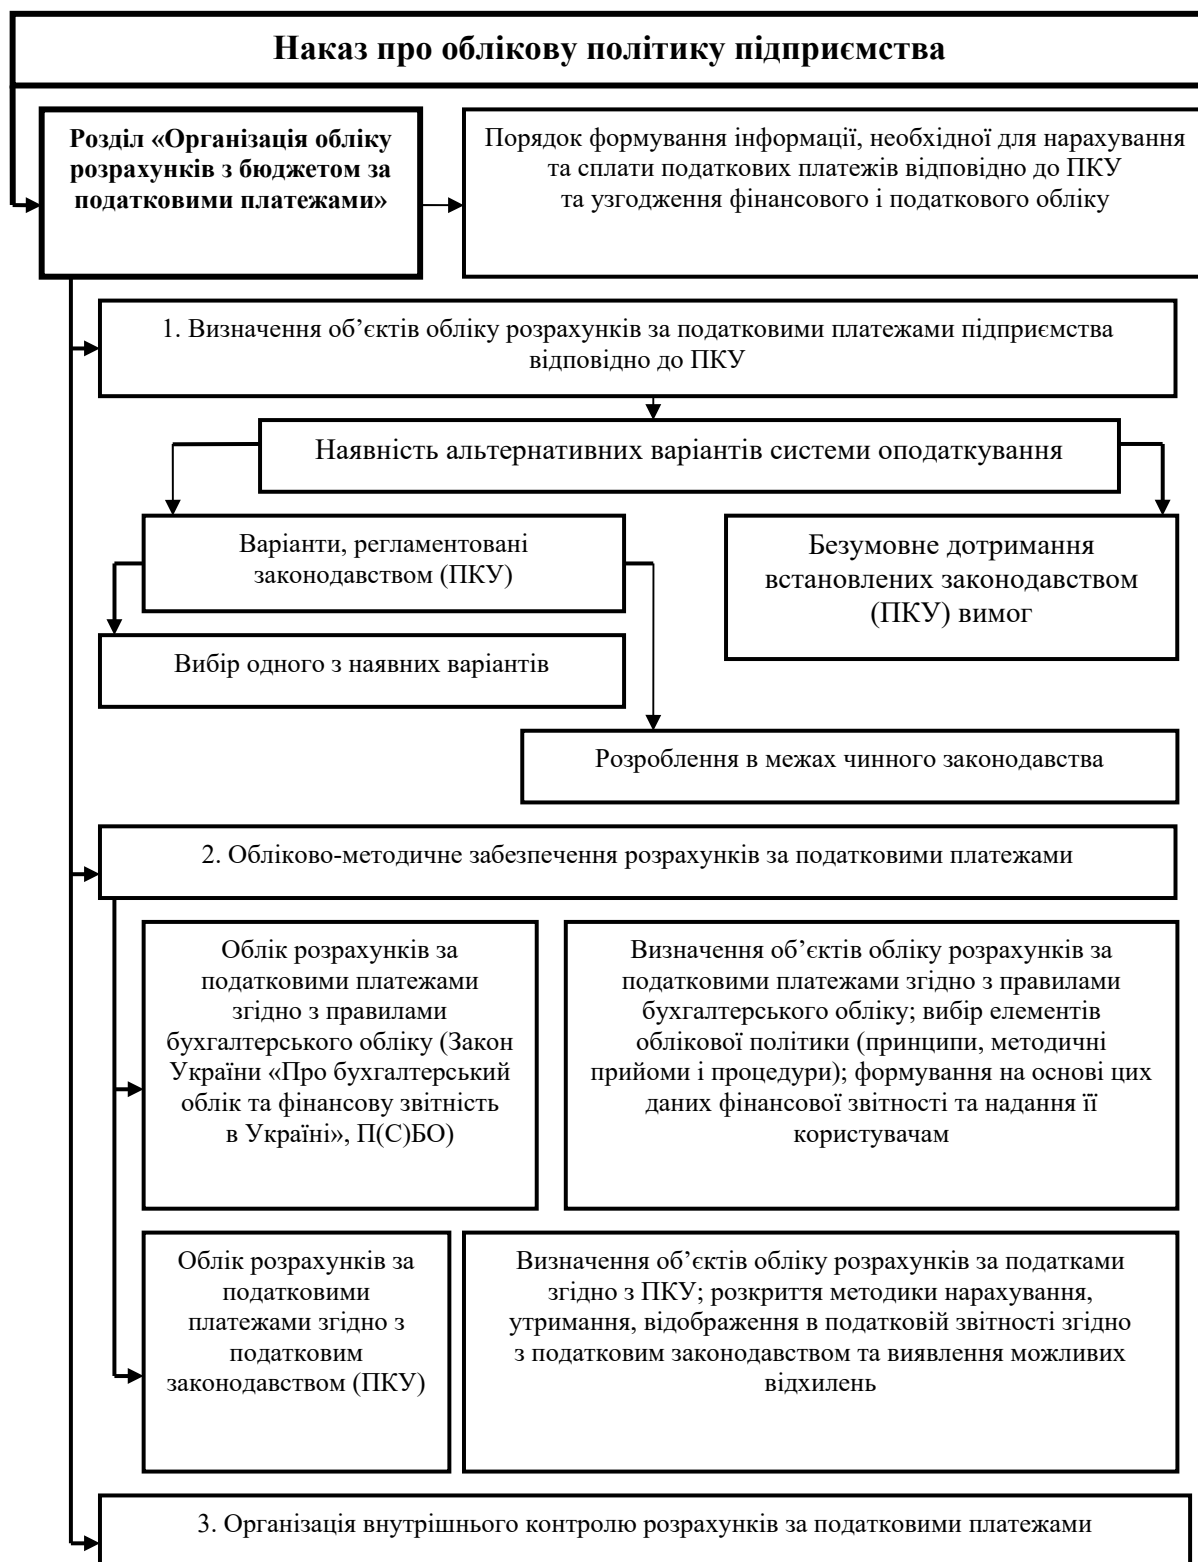 Наказ про облікову політику підприємства
Розділ «Організація обліку
розрахунків з бюджетом за
податковими платежами»
Порядок формування інформації, необхідної для нарахування
та сплати податкових платежів відповідно до ПКУ
та узгодження фінансового і податкового обліку
1. Визначення об’єктів обліку розрахунків за податковими платежами підприємства
відповідно до ПКУ
Наявність альтернативних варіантів системи оподаткування
Варіанти, регламентовані
законодавством (ПКУ)
Безумовне дотримання
встановлених законодавством
(ПКУ) вимог
Вибір одного з наявних варіантів
Розроблення в межах чинного законодавства
2. Обліково-методичне забезпечення розрахунків за податковими платежами
Облік розрахунків за
податковими платежами
згідно з правилами
бухгалтерського обліку (Закон
України «Про бухгалтерський
облік та фінансову звітність
в Україні», П(С)БО)
Визначення об’єктів обліку розрахунків за
податковими платежами згідно з правилами
бухгалтерського обліку; вибір елементів
облікової політики (принципи, методичні
прийоми і процедури); формування на основі цих
даних фінансової звітності та надання її
користувачам
Облік розрахунків за
податковими
платежами згідно з
податковим
законодавством (ПКУ)
Визначення об’єктів обліку розрахунків за податками
згідно з ПКУ; розкриття методики нарахування,
утримання, відображення в податковій звітності згідно
з податковим законодавством та виявлення можливих
відхилень
3. Організація внутрішнього контролю розрахунків за податковими платежами